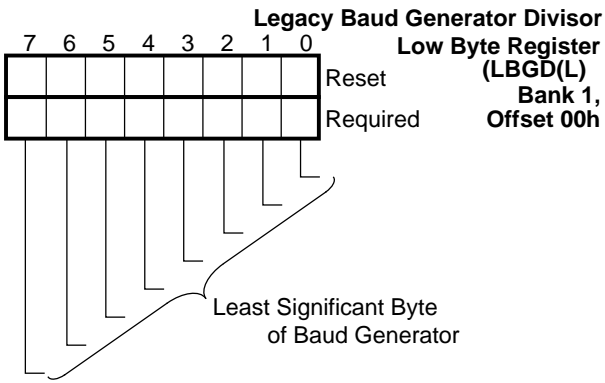 Legacy Baud Generator Divisor
7 6 5 4 3 2 1 0
Low Byte Register
(LBGD(L)
Reset
Bank 1,
Required
Offset 00h
Least Significant Byte
of Baud Generator